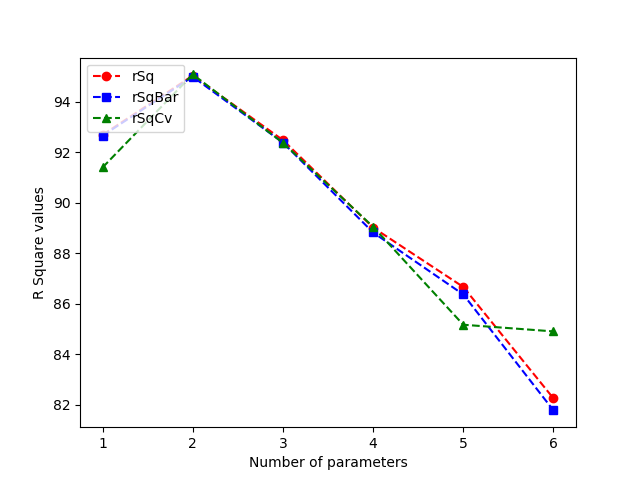 rSq
rSqBar
rSqCv
94
92
90
88
86
84
82
R Square values
1 2 3 4 5 6
Number of parameters